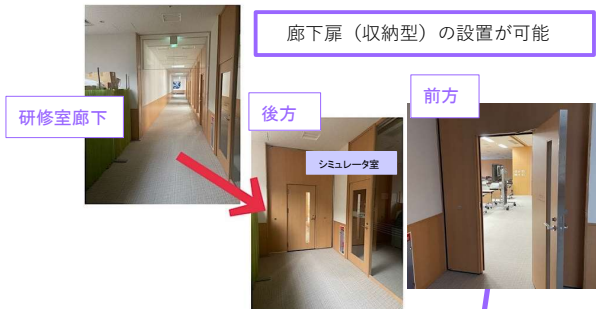 廊下扉（収納型）の設置が可能
研修室廊下
後方
シミュレータ室
前方